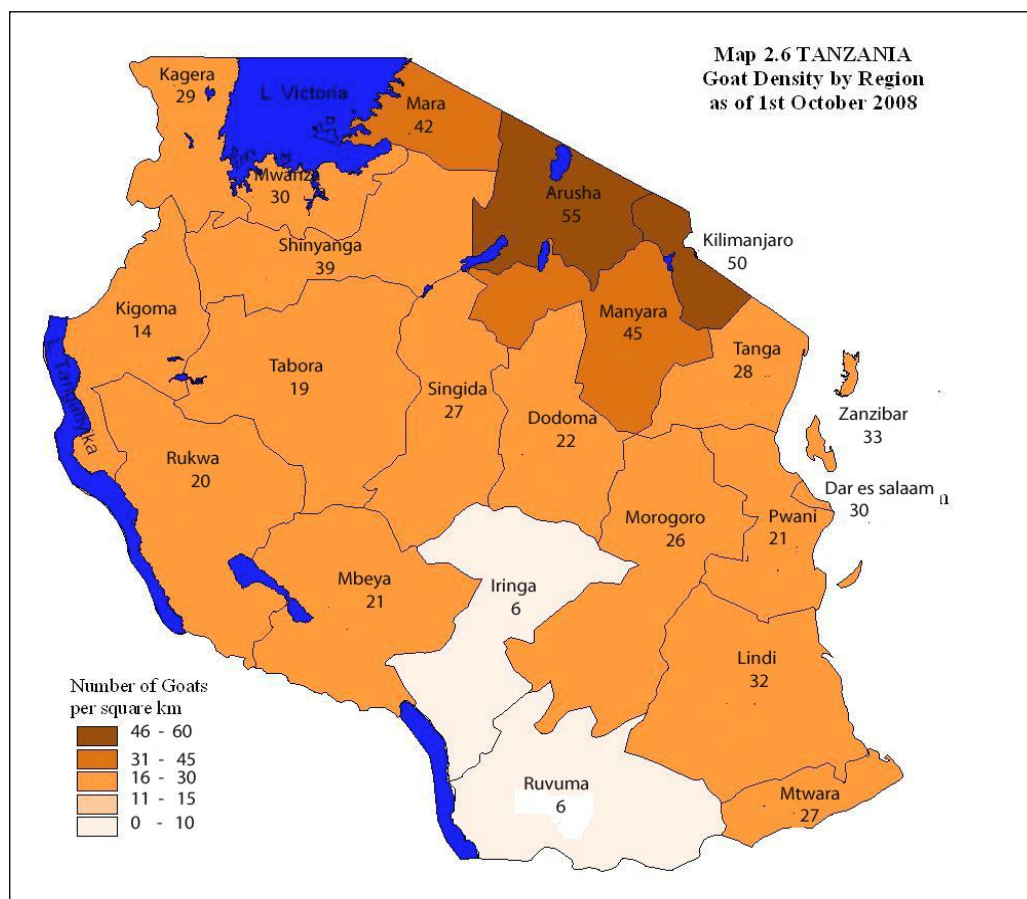 Map 2.6 TANZANIA
Goat Density by Region
as of 1st October 2008
Kagera
29
L. Victoria
Mara
42
Mwanza
30
Arusha
55
Kilimanjaro
50
Shinyanga
39
Kigoma
14
Manyara
45
Tanga
28
Tabora
19
Singida
27
Dodoma
22
Zanzibar
33
L. Tanganyika
Rukwa
20
Dar es salaam
30
n
Morogoro
26
Pwani
21
Mbeya
21
Iringa
6
Lindi
32
Ruvuma
6
Mtwara
27
Number of Goats
per square km
46 - 60
31 - 45
16 - 30
11 - 15
0 - 10